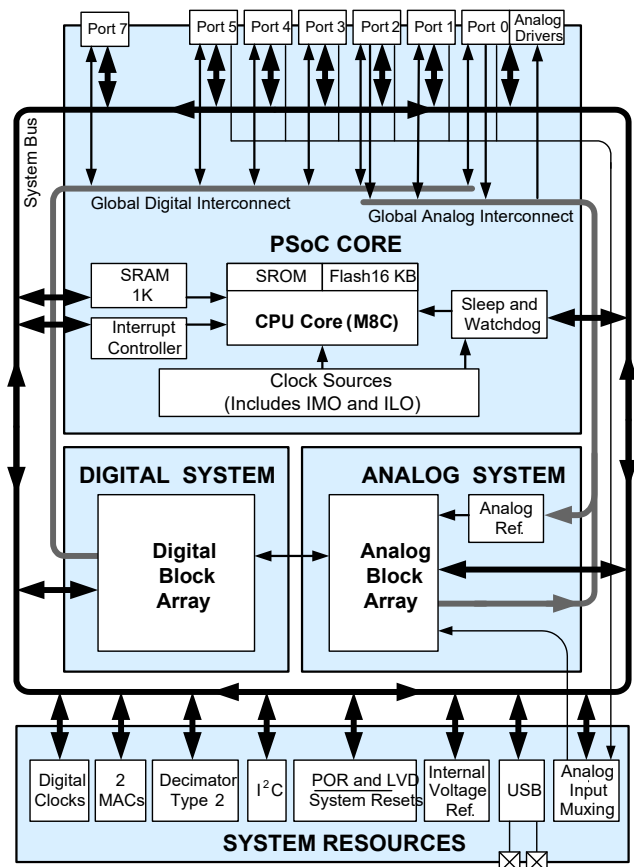 Port 7
Port 5
Port 4
Port 3
Port 2
Port 1
Port 0
Analog
Drivers
System Bus
Global Digital Interconnect
Global Analog Interconnect
PSoC CORE
SRAM
1K
SROM
Flash16 KB
CPU Core (M8C)
Sleep and
Watchdog
Interrupt
Controller
Clock Sources
(Includes IMO and ILO)
DIGITAL SYSTEM
ANALOG SYSTEM
Digital
Block
Array
Analog
Block
Array
Analog
Ref.
Digital
Clocks
2
MACs
Decimator
Type 2
I²C
POR and LVD
System Resets
Internal
Voltage
Ref.
USB
Analog
Input
Muxing
SYSTEM RESOURCES